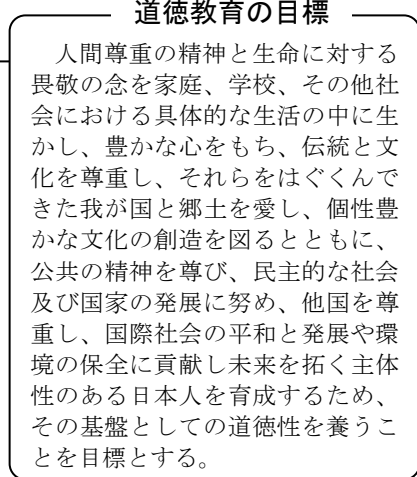 道徳教育の目標
人間尊重の精神と生命に対する
畏敬の念を家庭、学校、その他社
会における具体的な生活の中に生
かし、豊かな心をもち、伝統と文
化を尊重し、それらをはぐくんで
きた我が国と郷土を愛し、個性豊
かな文化の創造を図るとともに、
公共の精神を尊び、民主的な社会
及び国家の発展に努め、他国を尊
重し、国際社会の平和と発展や環
境の保全に貢献し未来を拓く主体
性のある日本人を育成するため、
その基盤としての道徳性を養うこ
とを目標とする。